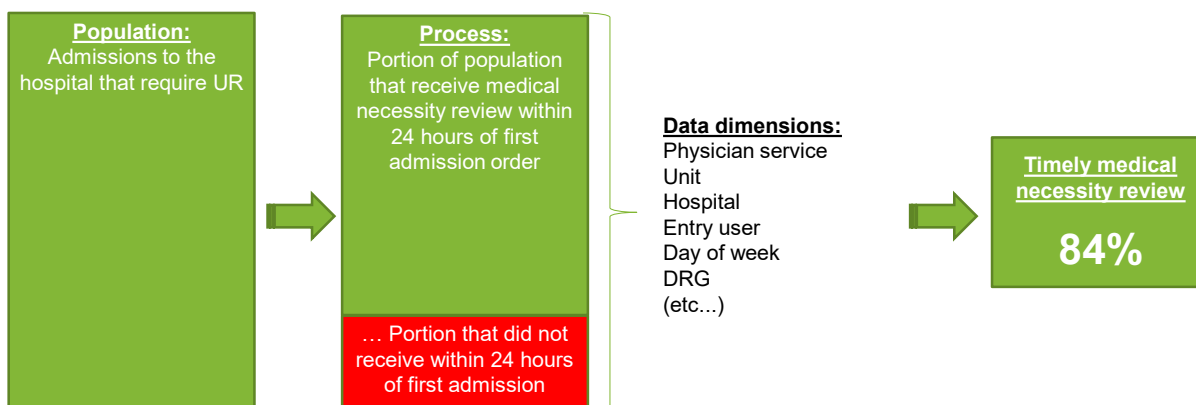 Population:
Admissions to the
hospital that require UR
Process:
Portion of population
that receive medical
necessity review within
24 hours of first
admission order
… Portion that did not
receive within 24 hours
of first admission
Data dimensions:
Physician service
Unit
Hospital
Entry user
Day of week
DRG
(etc...)
Timely medical
necessity review
84%